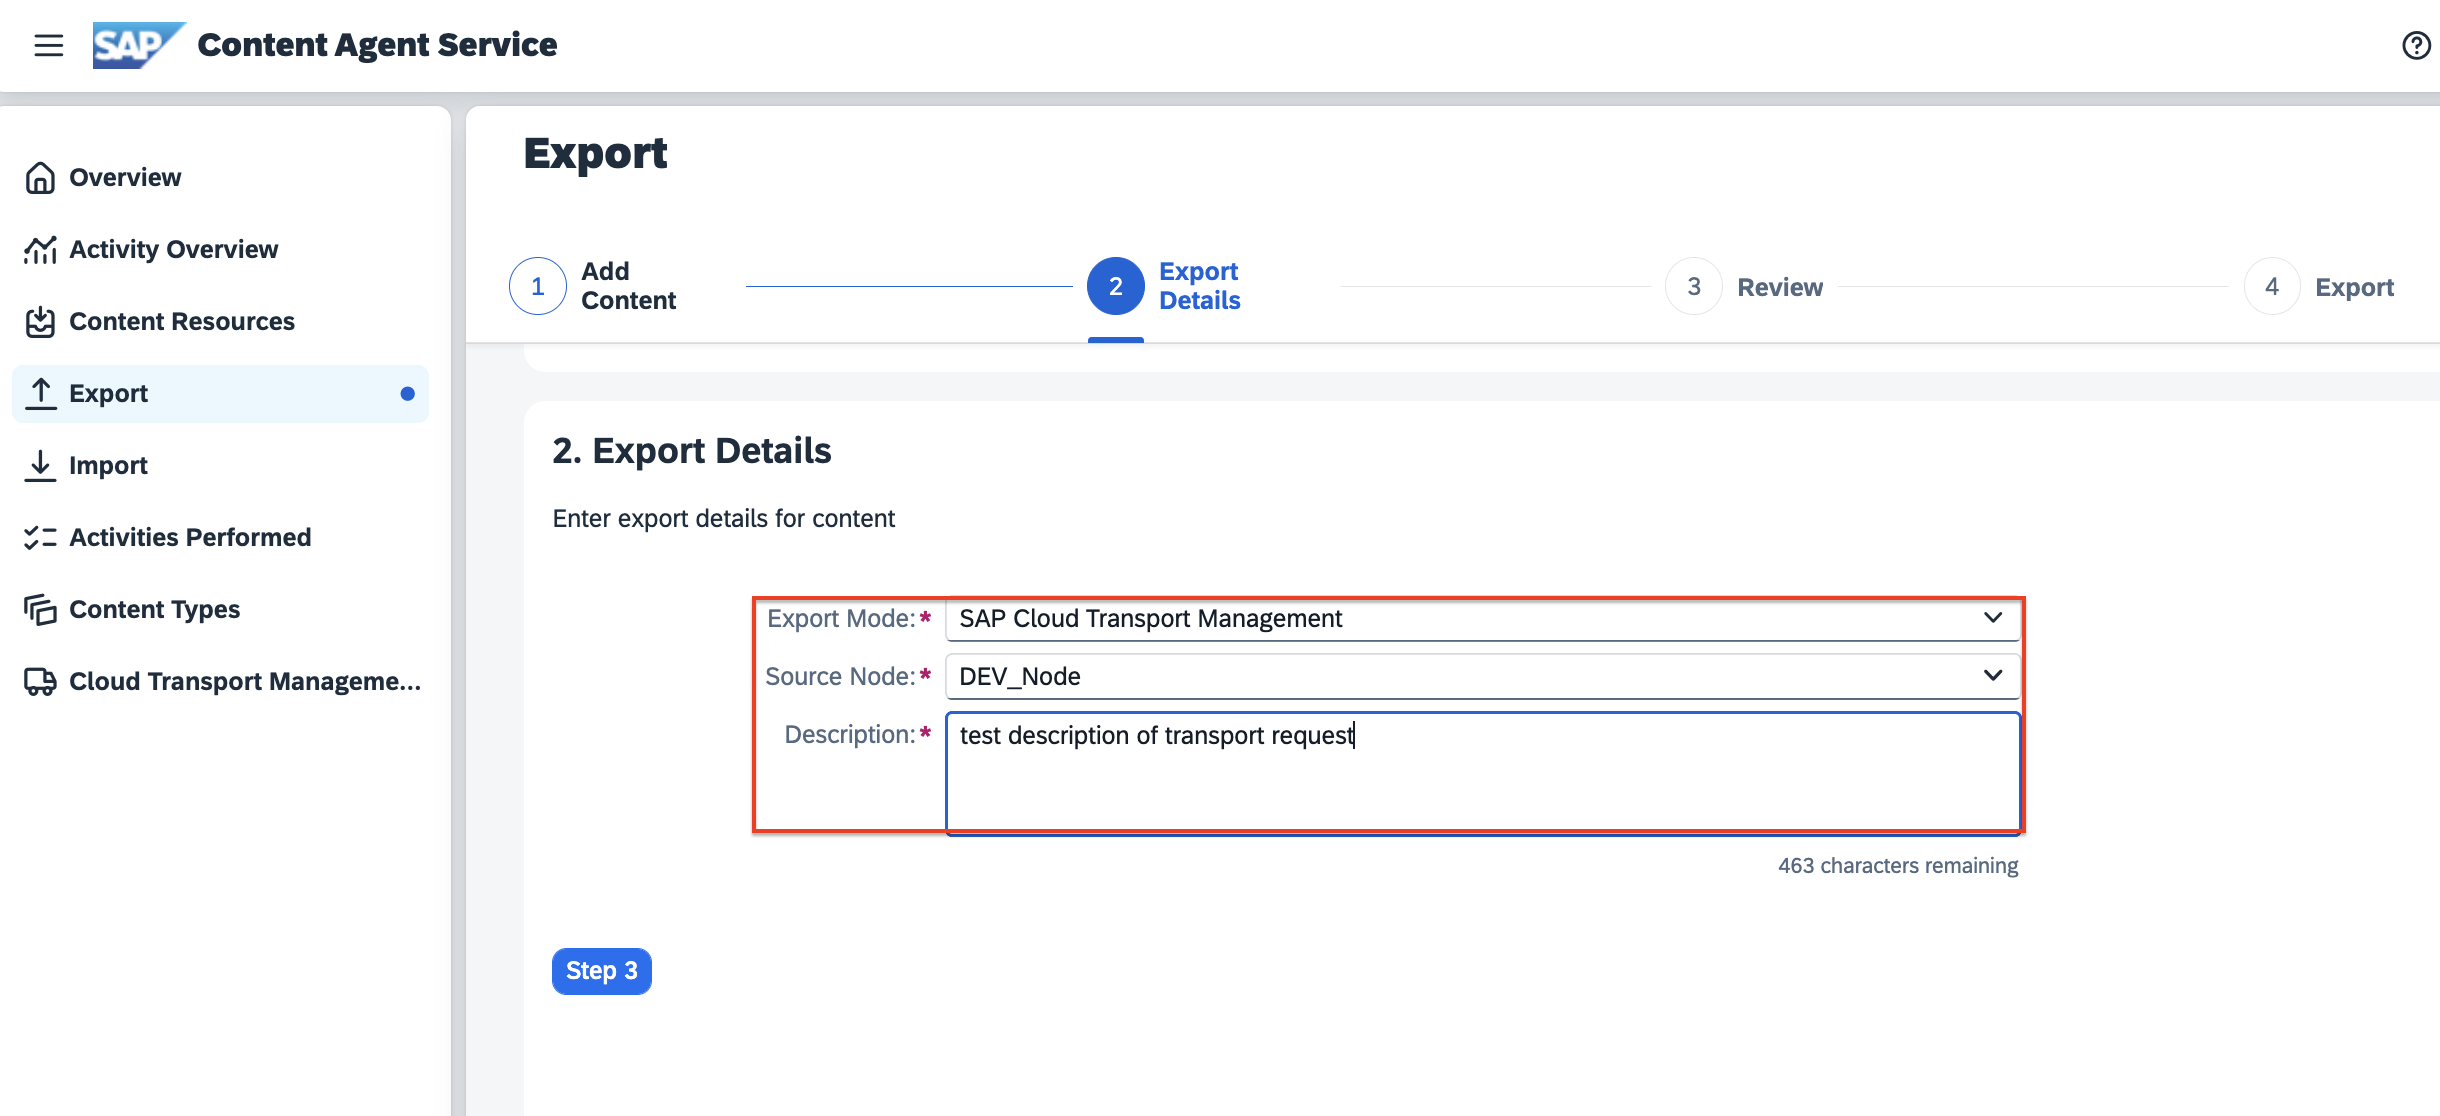 SAP Content Agent Service
Overview
Activity Overview
Content Resources
Export
Import
Activities Performed
Content Types
Cloud Transport Manageme...
Export
1 Add Content
2 Export Details
3 Review
4 Export
2. Export Details
Enter export details for content
Export Mode:* SAP Cloud Transport Management
Source Node:* DEV_Node
Description:* test description of transport request
463 characters remaining
Step 3